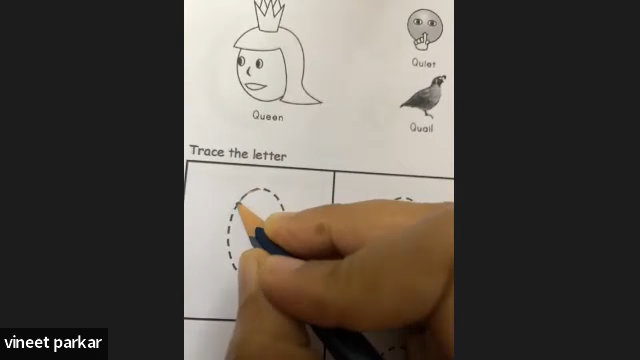 Quiet
Queen
Quail
Trace the letter
vineet parkar